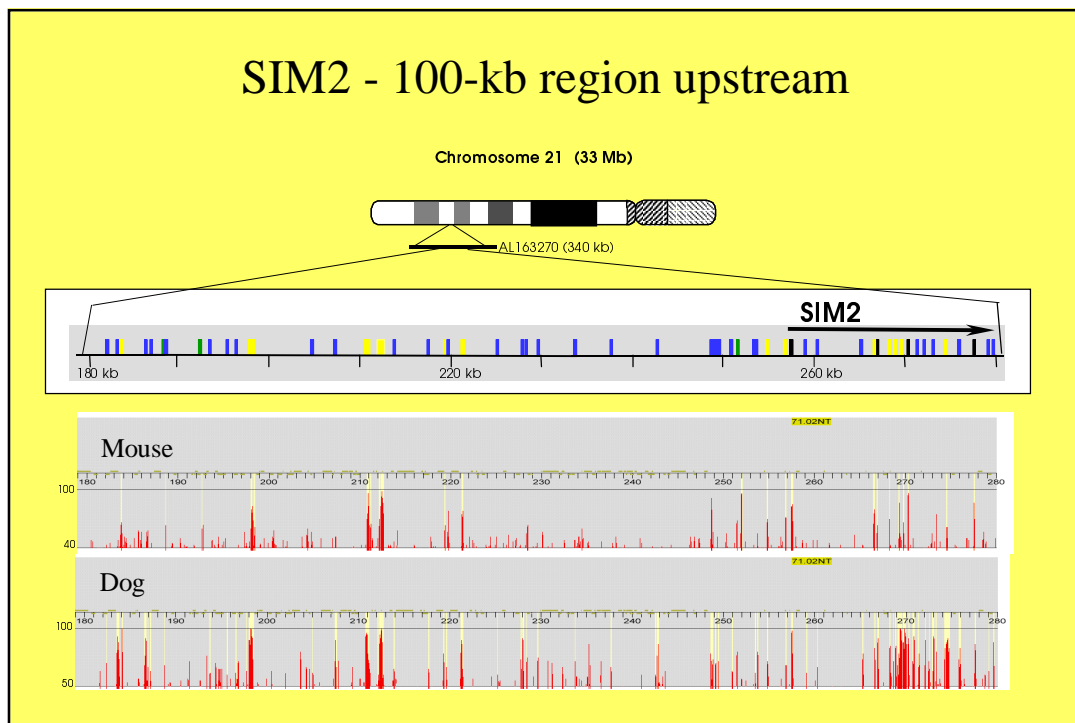 SIM2 - 100-kb region upstream
Chromosome 21 (33 Mb)
AL163270 (340 kb)
SIM2
180 kb 220 kb 260 kb
71.02NT
Mouse
180 190 200 210 220 230 240 250 260 270 280
100
40
71.02NT
Dog
180 190 200 210 220 230 240 250 260 270 280
100
50